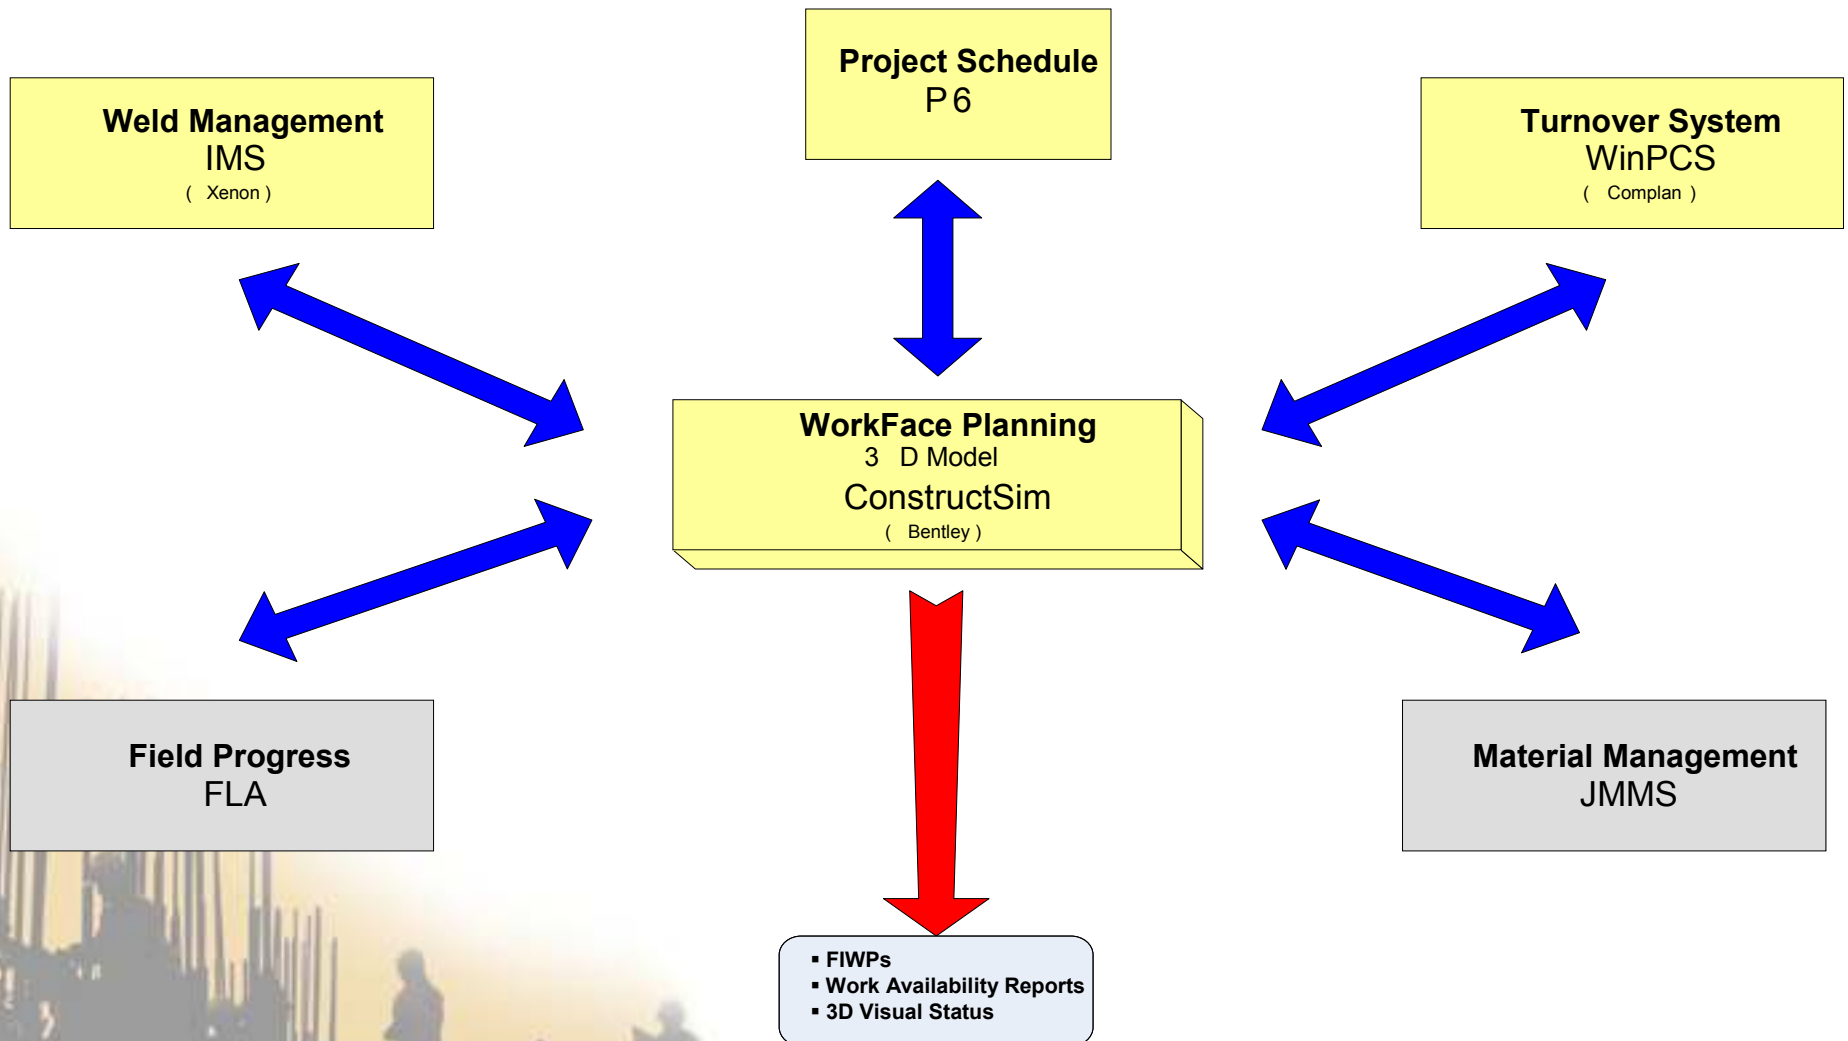 Project Schedule
P 6
Weld Management
IMS
( Xenon )
Turnover System
WinPCS
( Complan )
WorkFace Planning
3 D Model
ConstructSim
( Bentley )
Field Progress
FLA
Material Management
JMMS
▪ FIWPs
▪ Work Availability Reports
▪ 3D Visual Status